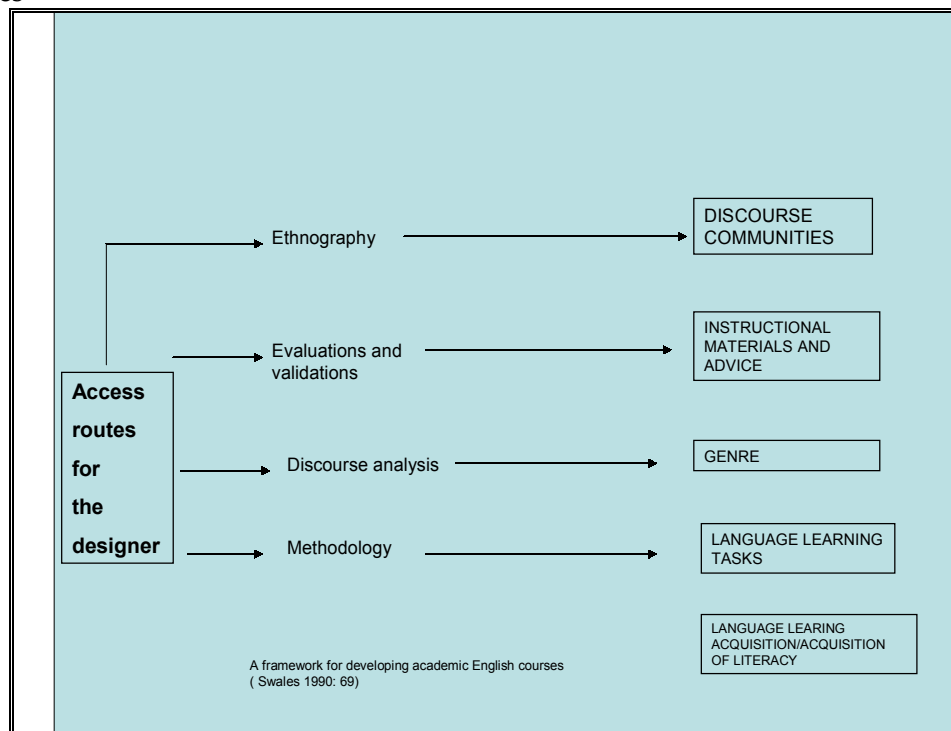 Ethnography
DISCOURSE
COMMUNITIES
Evaluations and
validations
INSTRUCTIONAL
MATERIALS AND
ADVICE
Access
routes
for
the
designer
Discourse analysis
GENRE
Methodology
LANGUAGE LEARNING
TASKS
LANGUAGE LEARING
ACQUISITION/ACQUISITION
OF LITERACY
A framework for developing academic English courses
( Swales 1990: 69)